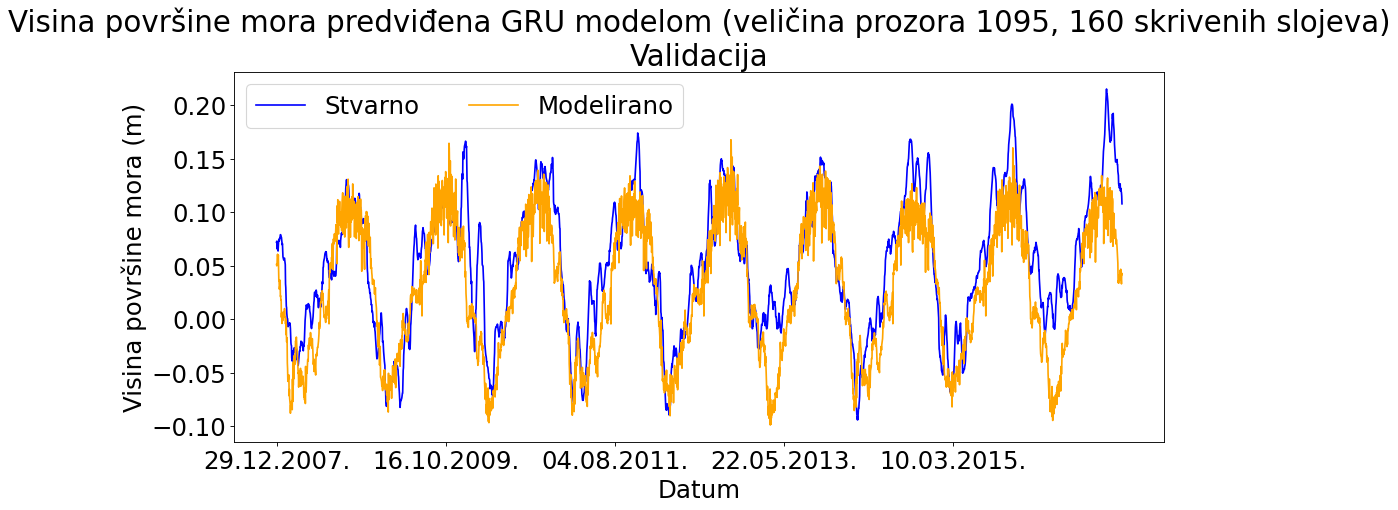 Visina površine mora predviđena GRU modelom (veličina prozora 1095, 160 skrivenih slojeva)
Validacija
Stvarno Modelirano
Visina površine mora (m)
0.20
0.15
0.10
0.05
0.00
−0.05
−0.10
29.12.2007. 16.10.2009. 04.08.2011. 22.05.2013. 10.03.2015.
Datum